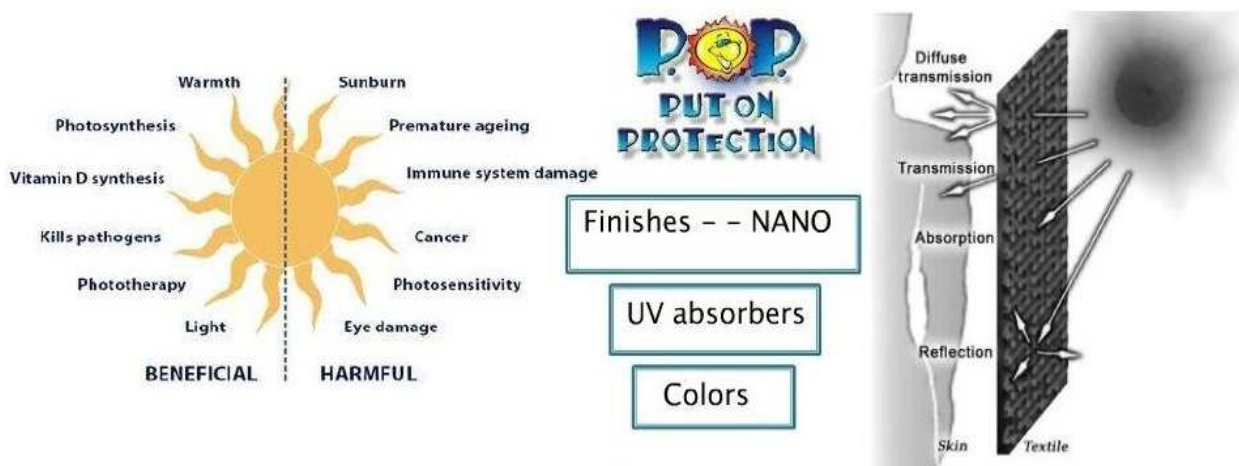 Warmth
Photosynthesis
Vitamin D synthesis
Kills pathogens
Phototherapy
Light
BENEFICIAL
Sunburn
Premature ageing
Immune system damage
Cancer
Photosensitivity
Eye damage
HARMFUL
P.O.P.
PUT ON
PROTECTION
Finishes - - NANO
UV absorbers
Colors
Diffuse
transmission
Transmission
Absorption
Reflection
Skin
Textile